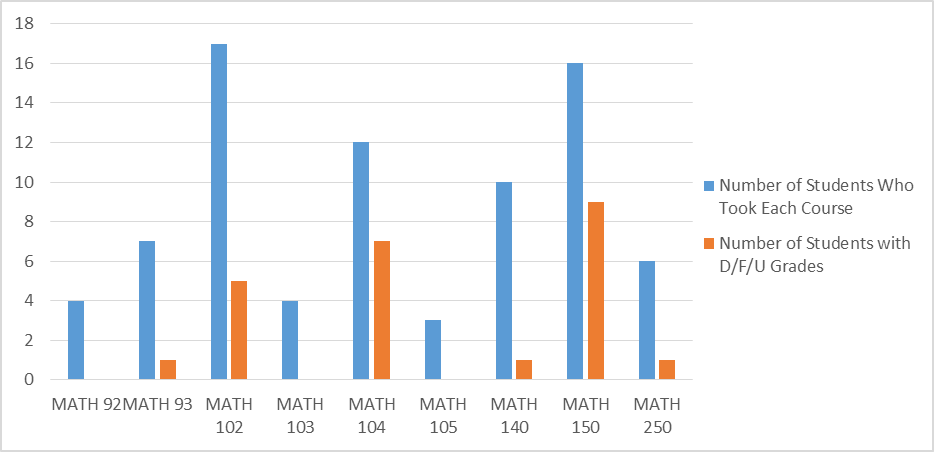 18
16
14
12
10
8
6
4
2
0
MATH 92
MATH 93
MATH
102
MATH
103
MATH
104
MATH
105
MATH
140
MATH
150
MATH
250
Number of Students Who
Took Each Course
Number of Students with
D/F/U Grades